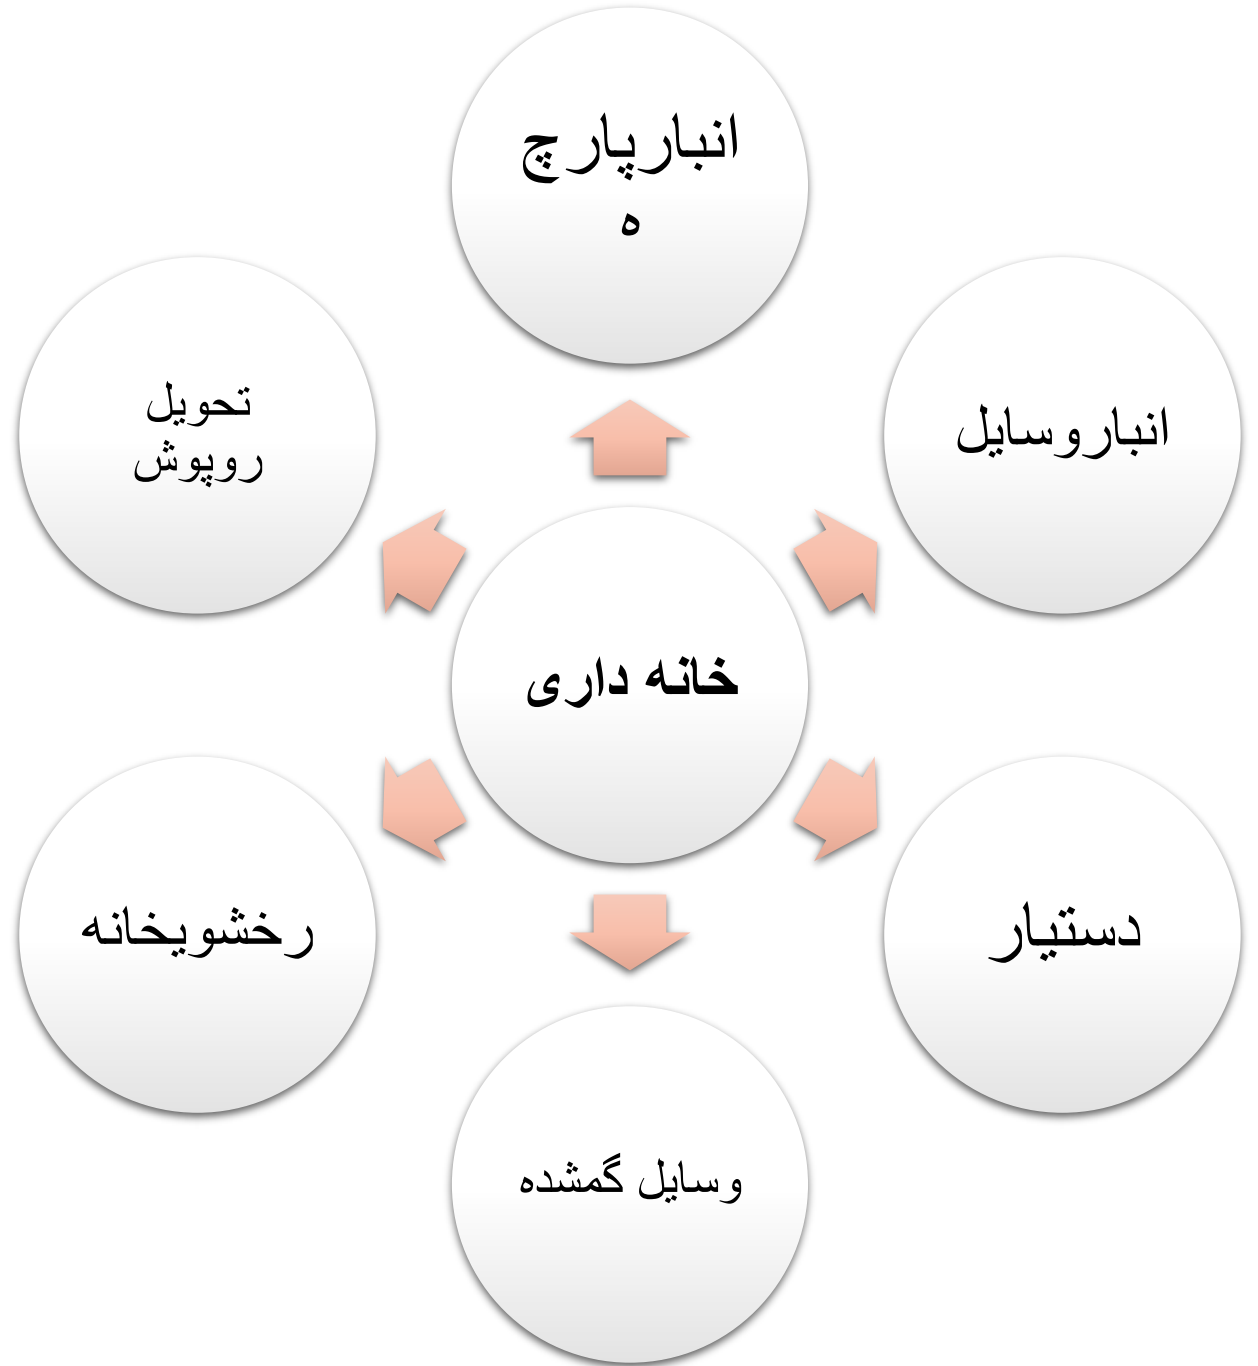 انبارپارچ
ه
انباروسایل
تحویل
روپوش
خانه داری
دستیار
رخشویخانه
وسایل گمشده